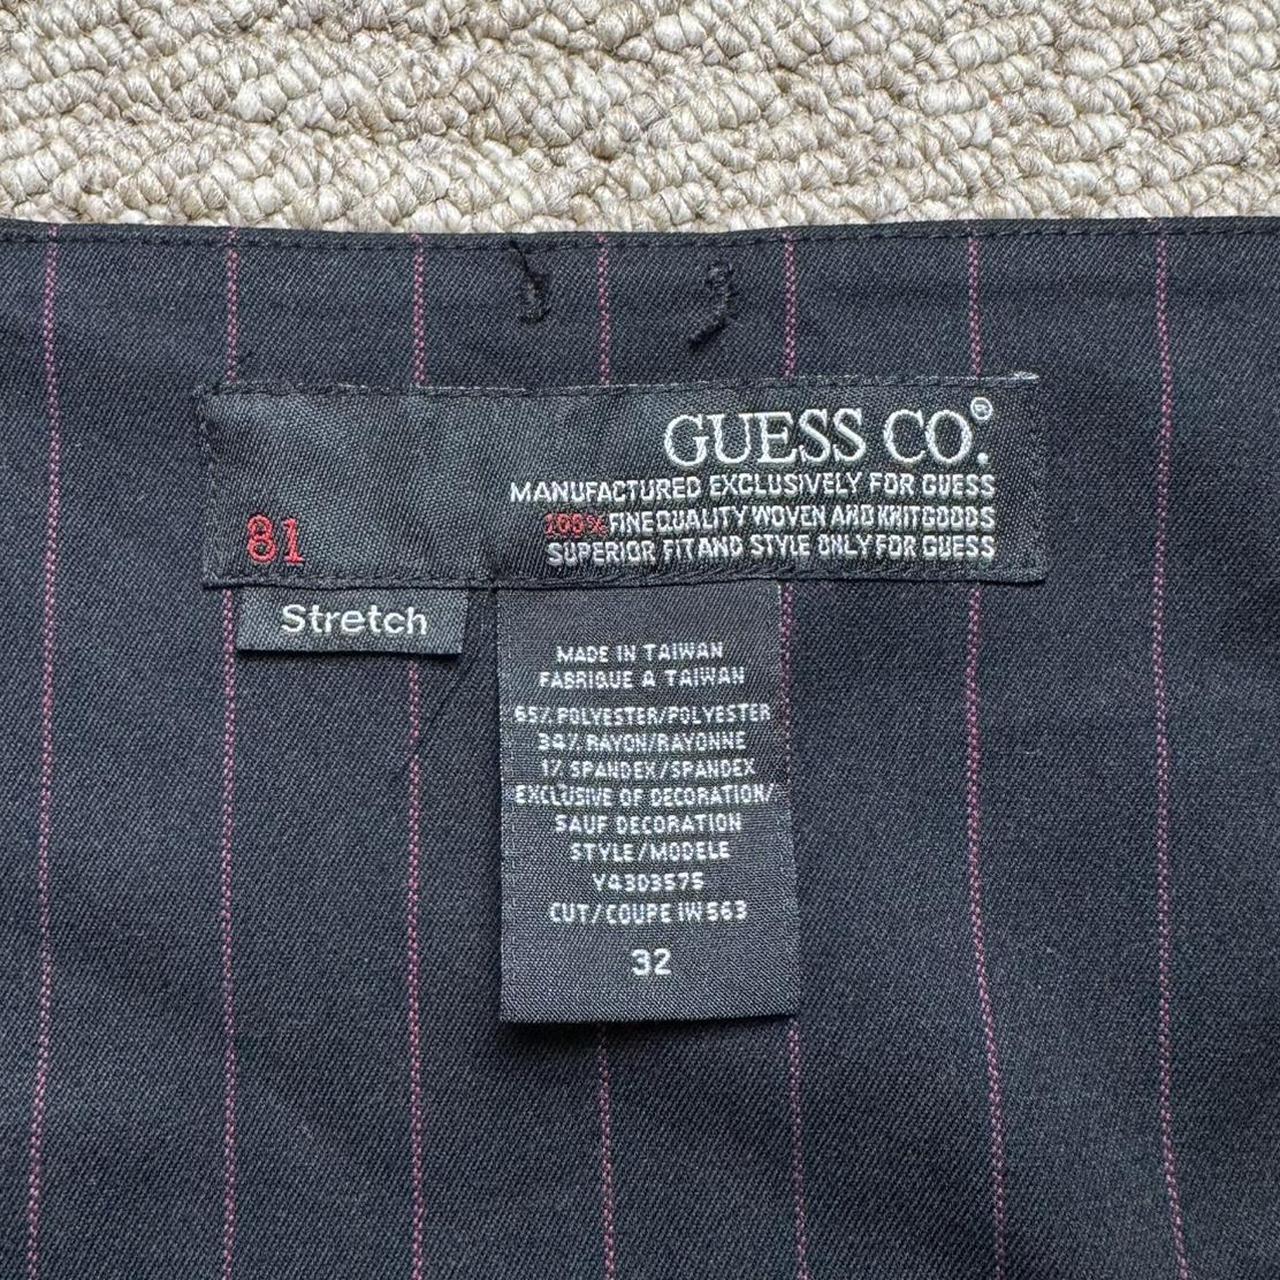 GUESS CO.®
MANUFACTURED EXCLUSIVELY FOR GUESS
100% FINE QUALITY WOVEN AND KNIT GOODS
SUPERIOR FIT AND STYLE ONLY FOR GUESS
81
Stretch
MADE IN TAIWAN
FABRIQUE A TAIWAN
65% POLYESTER/POLYESTER
34% RAYON/RAYONNE
1% SPANDEX/SPANDEX
EXCLUSIVE OF DECORATION/
SAUF DECORATION
STYLE/MODELE
Y43D3575
CUT/COUPE IW563
32